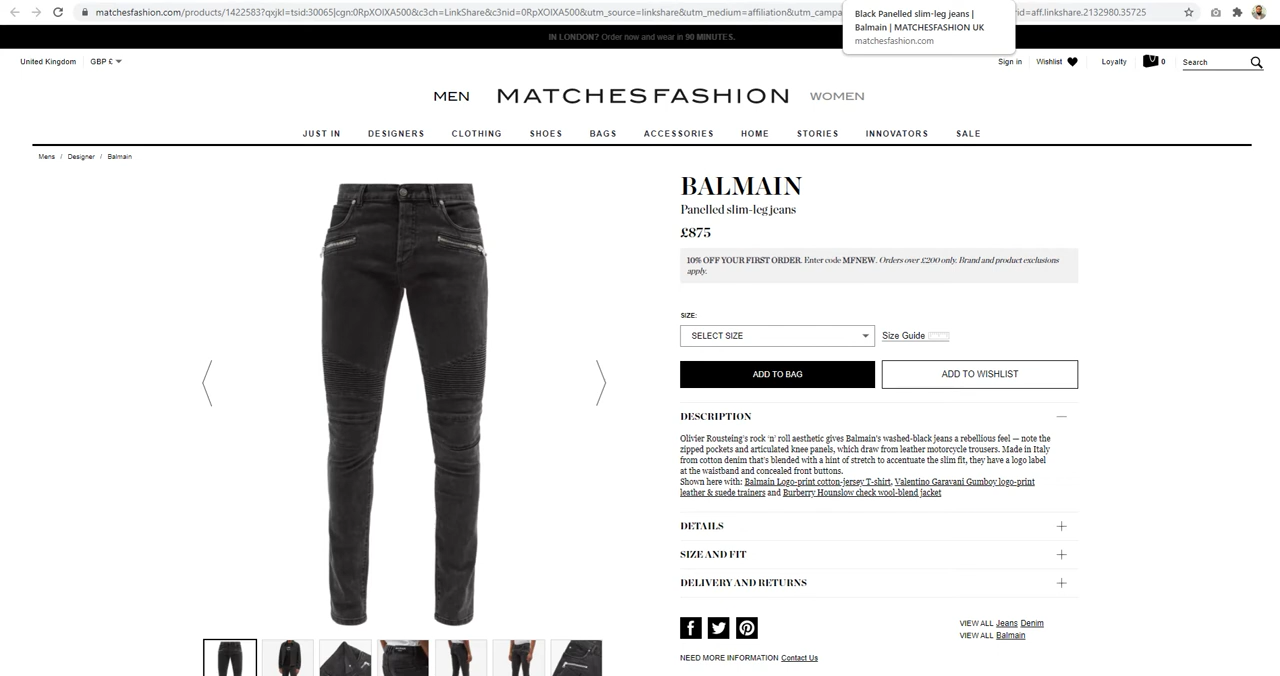 matchesfashion.com/products/1422583?qxjkl=tsid:30065|cgn:0RpXOIXA500&c3ch=LinkShare&c3nid=0RpXOIXA500&utm_source=linkshare&utm_medium=affiliation&utm_campa
id=aff.linkshare.2132980.35725
Black Panelled slim-leg jeans |
Balmain | MATCHESFASHION UK
matchesfashion.com
IN LONDON? Order now and wear in 90 MINUTES.
United Kingdom GBP £
Sign in Wishlist Loyalty 0 Search
MEN MATCHESFASHION WOMEN
JUST IN DESIGNERS CLOTHING SHOES BAGS ACCESSORIES HOME STORIES INNOVATORS SALE
Mens / Designer / Balmain
BALMAIN
Panelled slim-leg jeans
£875
10% OFF YOUR FIRST ORDER. Enter code MFNEW. Orders over £200 only. Brand and product exclusions
apply.
SIZE:
SELECT SIZE Size Guide
ADD TO BAG ADD TO WISHLIST
DESCRIPTION
Olivier Rousteing's rock 'n' roll aesthetic gives Balmain's washed-black jeans a rebellious feel — note the
zipped pockets and articulated knee panels, which draw from leather motorcycle trousers. Made in Italy
from cotton denim that's blended with a hint of stretch to accentuate the slim fit, they have a logo label
at the waistband and concealed front buttons.
Shown here with: Balmain Logo-print cotton-jersey T-shirt, Valentino Garavani Gumboy logo-print
leather & suede trainers and Burberry Hounslow check wool-blend jacket
DETAILS
SIZE AND FIT
DELIVERY AND RETURNS
VIEW ALL Jeans Denim
VIEW ALL Balmain
NEED MORE INFORMATION Contact Us